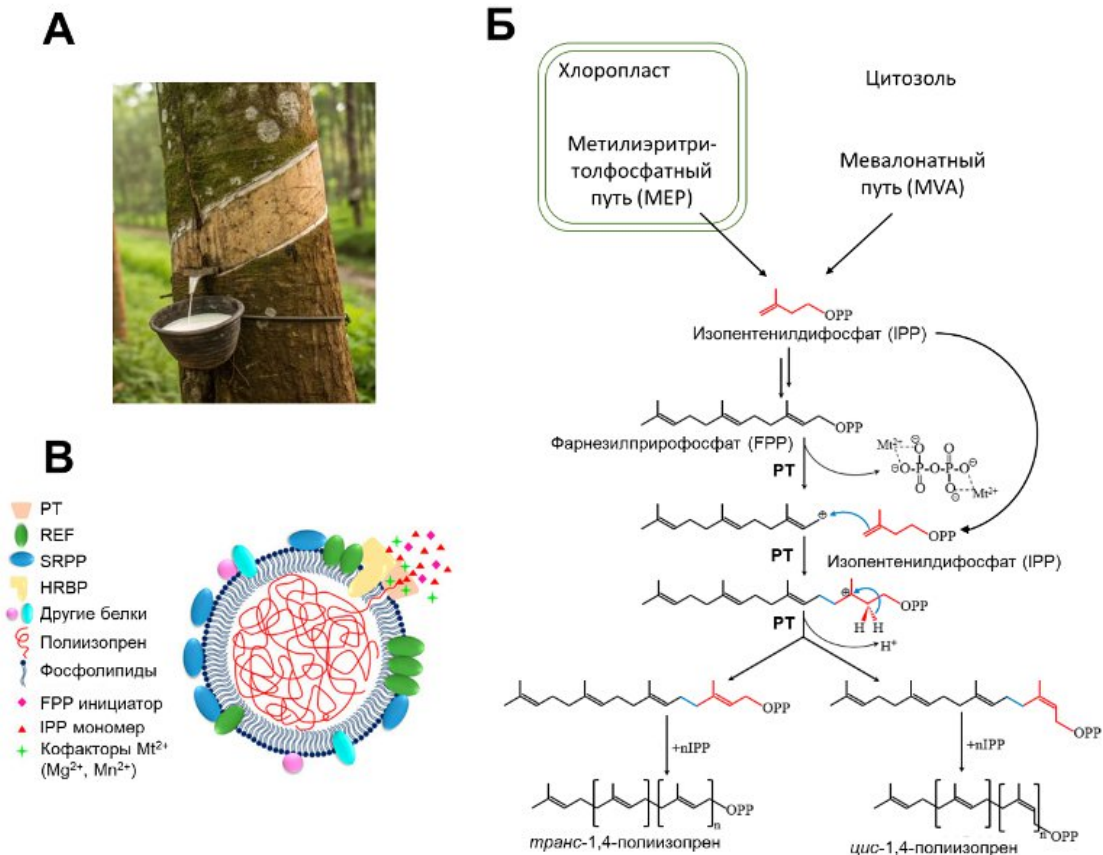 А
Б
Хлоропласт
Цитозоль
Метилиэритри-
толфосфатный
путь (MEP)
Мевалонатный
путь (MVA)
OPP
Изопентенилдифосфат (IPP)
OPP
Фарнезилприрофосфат (FPP)
PT
Mt²⁺
⊖O-P-O-P-O⊖
O O
O⊖ O
Mt²⁺
⊕
OPP
Изопентенилдифосфат (IPP)
PT
⊕
OPP
H H
PT
H⁺
OPP
OPP
+nIPP
+nIPP
OPP
n
транс-1,4-полиизопрен
n
OPP
цис-1,4-полиизопрен
В
PT
REF
SRPP
HRBP
Другие белки
Полиизопрен
Фосфолипиды
FPP инициатор
IPP мономер
Кофакторы Mt²⁺
(Mg²⁺, Mn²⁺)